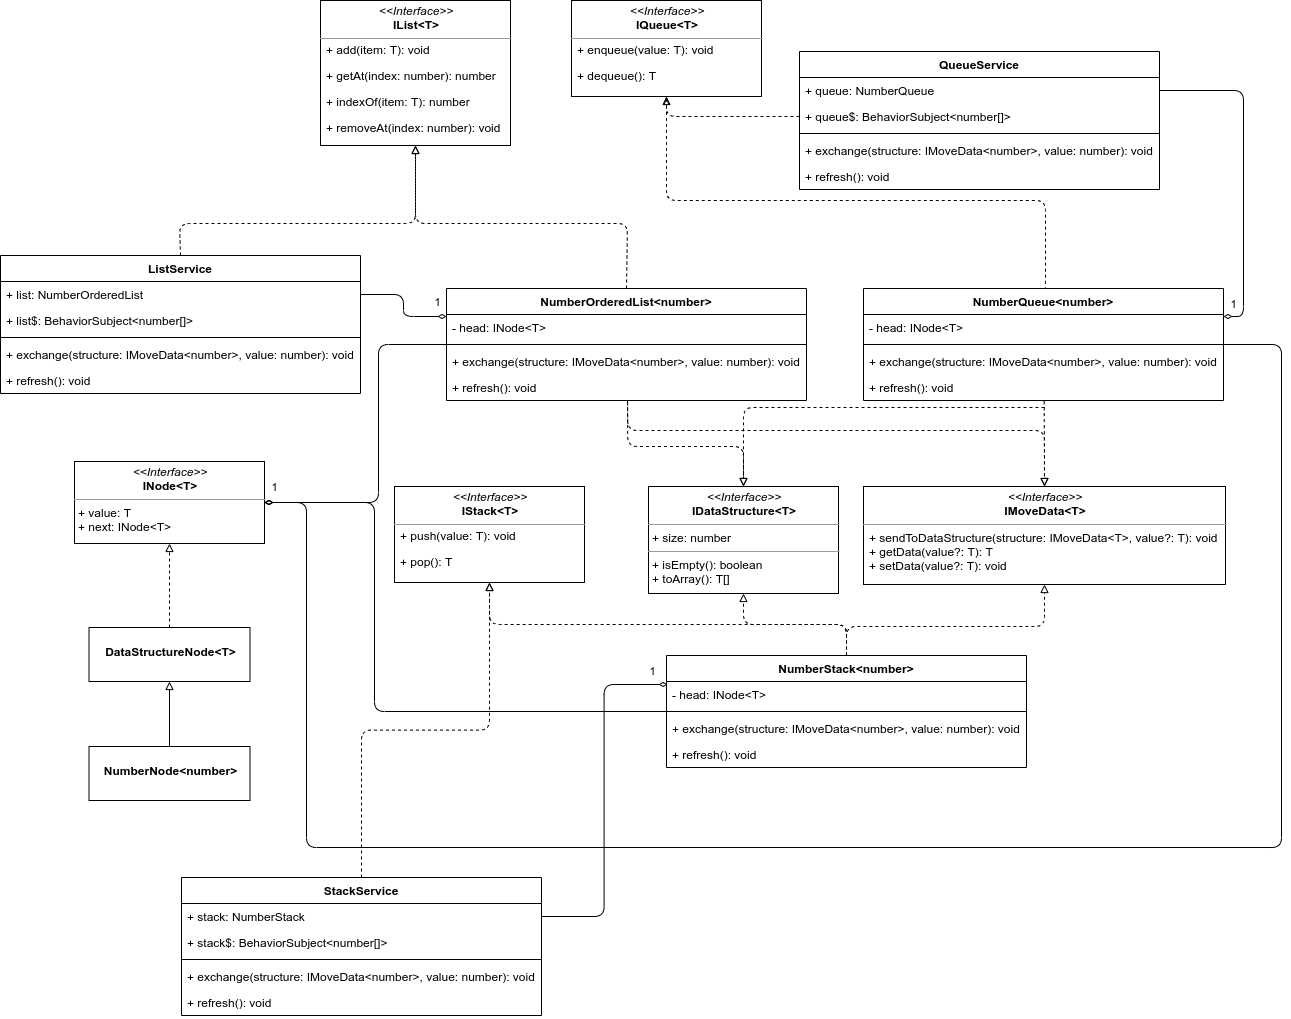 <<Interface>>
IList<T>
+ add(item: T): void
+ getAt(index: number): number
+ indexOf(item: T): number
+ removeAt(index: number): void
<<Interface>>
IQueue<T>
+ enqueue(value: T): void
+ dequeue(): T
QueueService
+ queue: NumberQueue
+ queue$: BehaviorSubject<number[]>
+ exchange(structure: IMoveData<number>, value: number): void
+ refresh(): void
ListService
+ list: NumberOrderedList
+ list$: BehaviorSubject<number[]>
+ exchange(structure: IMoveData<number>, value: number): void
+ refresh(): void
1
NumberOrderedList<number>
- head: INode<T>
+ exchange(structure: IMoveData<number>, value: number): void
+ refresh(): void
NumberQueue<number>
- head: INode<T>
+ exchange(structure: IMoveData<number>, value: number): void
+ refresh(): void
1
<<Interface>>
INode<T>
+ value: T
+ next: INode<T>
1
<<Interface>>
IStack<T>
+ push(value: T): void
+ pop(): T
<<Interface>>
IDataStructure<T>
+ size: number
+ isEmpty(): boolean
+ toArray(): T[]
<<Interface>>
IMoveData<T>
+ sendToDataStructure(structure: IMoveData<T>, value?: T): void
+ getData(value?: T): T
+ setData(value?: T): void
DataStructureNode<T>
NumberNode<number>
1
NumberStack<number>
- head: INode<T>
+ exchange(structure: IMoveData<number>, value: number): void
+ refresh(): void
StackService
+ stack: NumberStack
+ stack$: BehaviorSubject<number[]>
+ exchange(structure: IMoveData<number>, value: number): void
+ refresh(): void